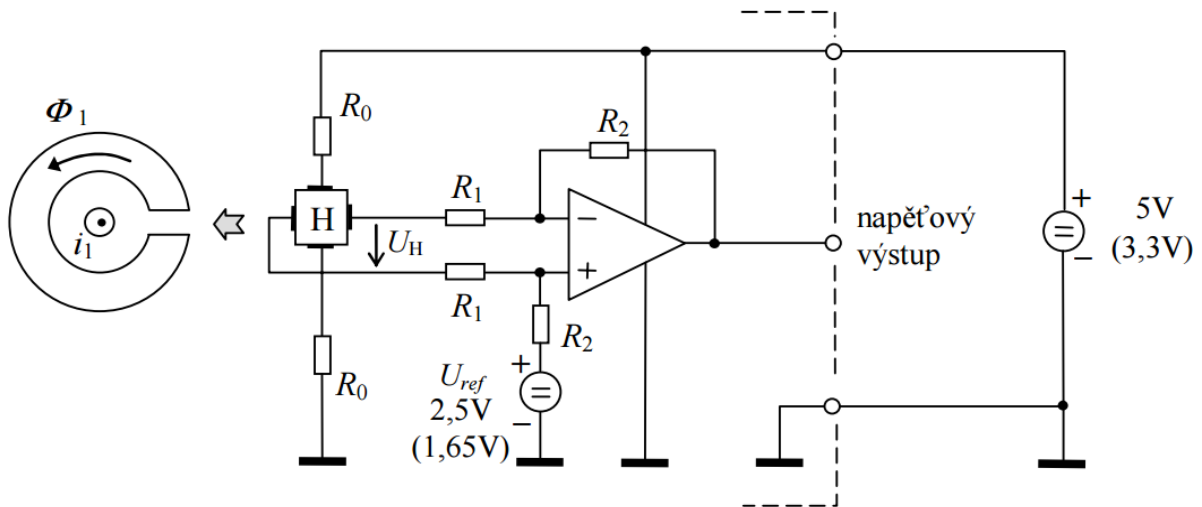 Φ1
i1
R0
H
R0
UH
R1
R1
R2
−
+
R2
+
−
Uref
2,5V
(1,65V)
napěťový
výstup
+
−
5V
(3,3V)